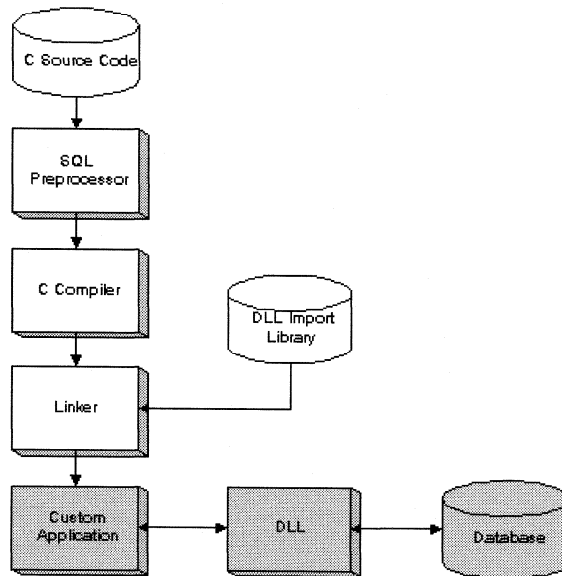 C Source Code
SQL
Preprocessor
C Compiler
DLL Import
Library
Linker
Custom
Application
DLL
Database